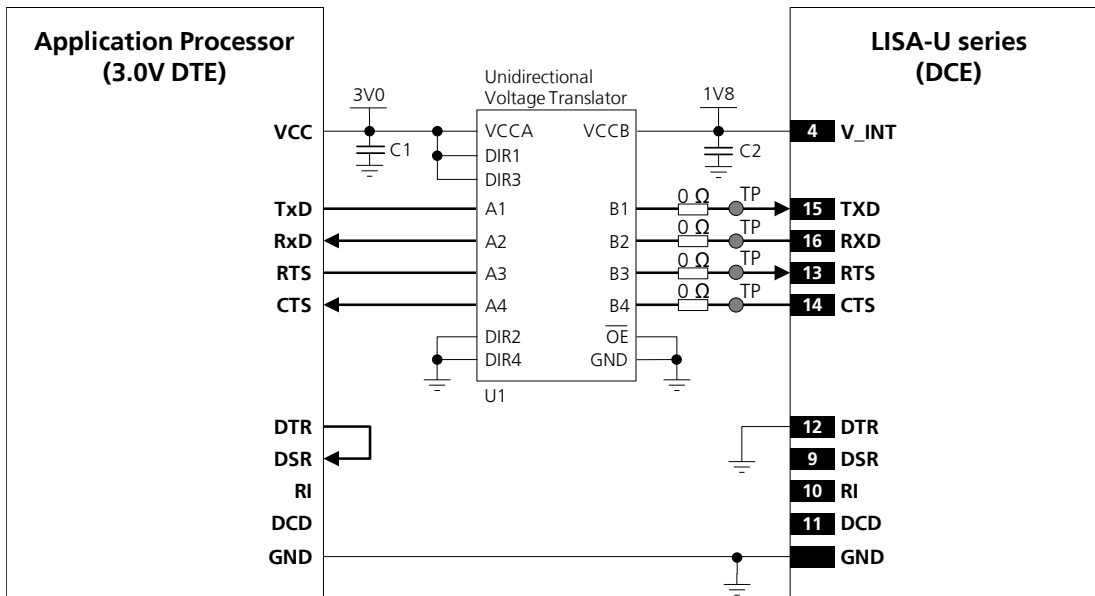 Application Processor
(3.0V DTE)
LISA-U series
(DCE)
Unidirectional
Voltage Translator
3V0
1V8
VCC
VCCA
VCCB
4
V_INT
C1
C2
DIR1
DIR3
0 Ω
TP
TxD
A1
B1
15
TXD
0 Ω
TP
RxD
A2
B2
16
RXD
0 Ω
TP
RTS
A3
B3
13
RTS
0 Ω
TP
CTS
A4
B4
14
CTS
DIR2
OE
DIR4
GND
U1
DTR
12
DTR
DSR
9
DSR
RI
10
RI
DCD
11
DCD
GND
GND